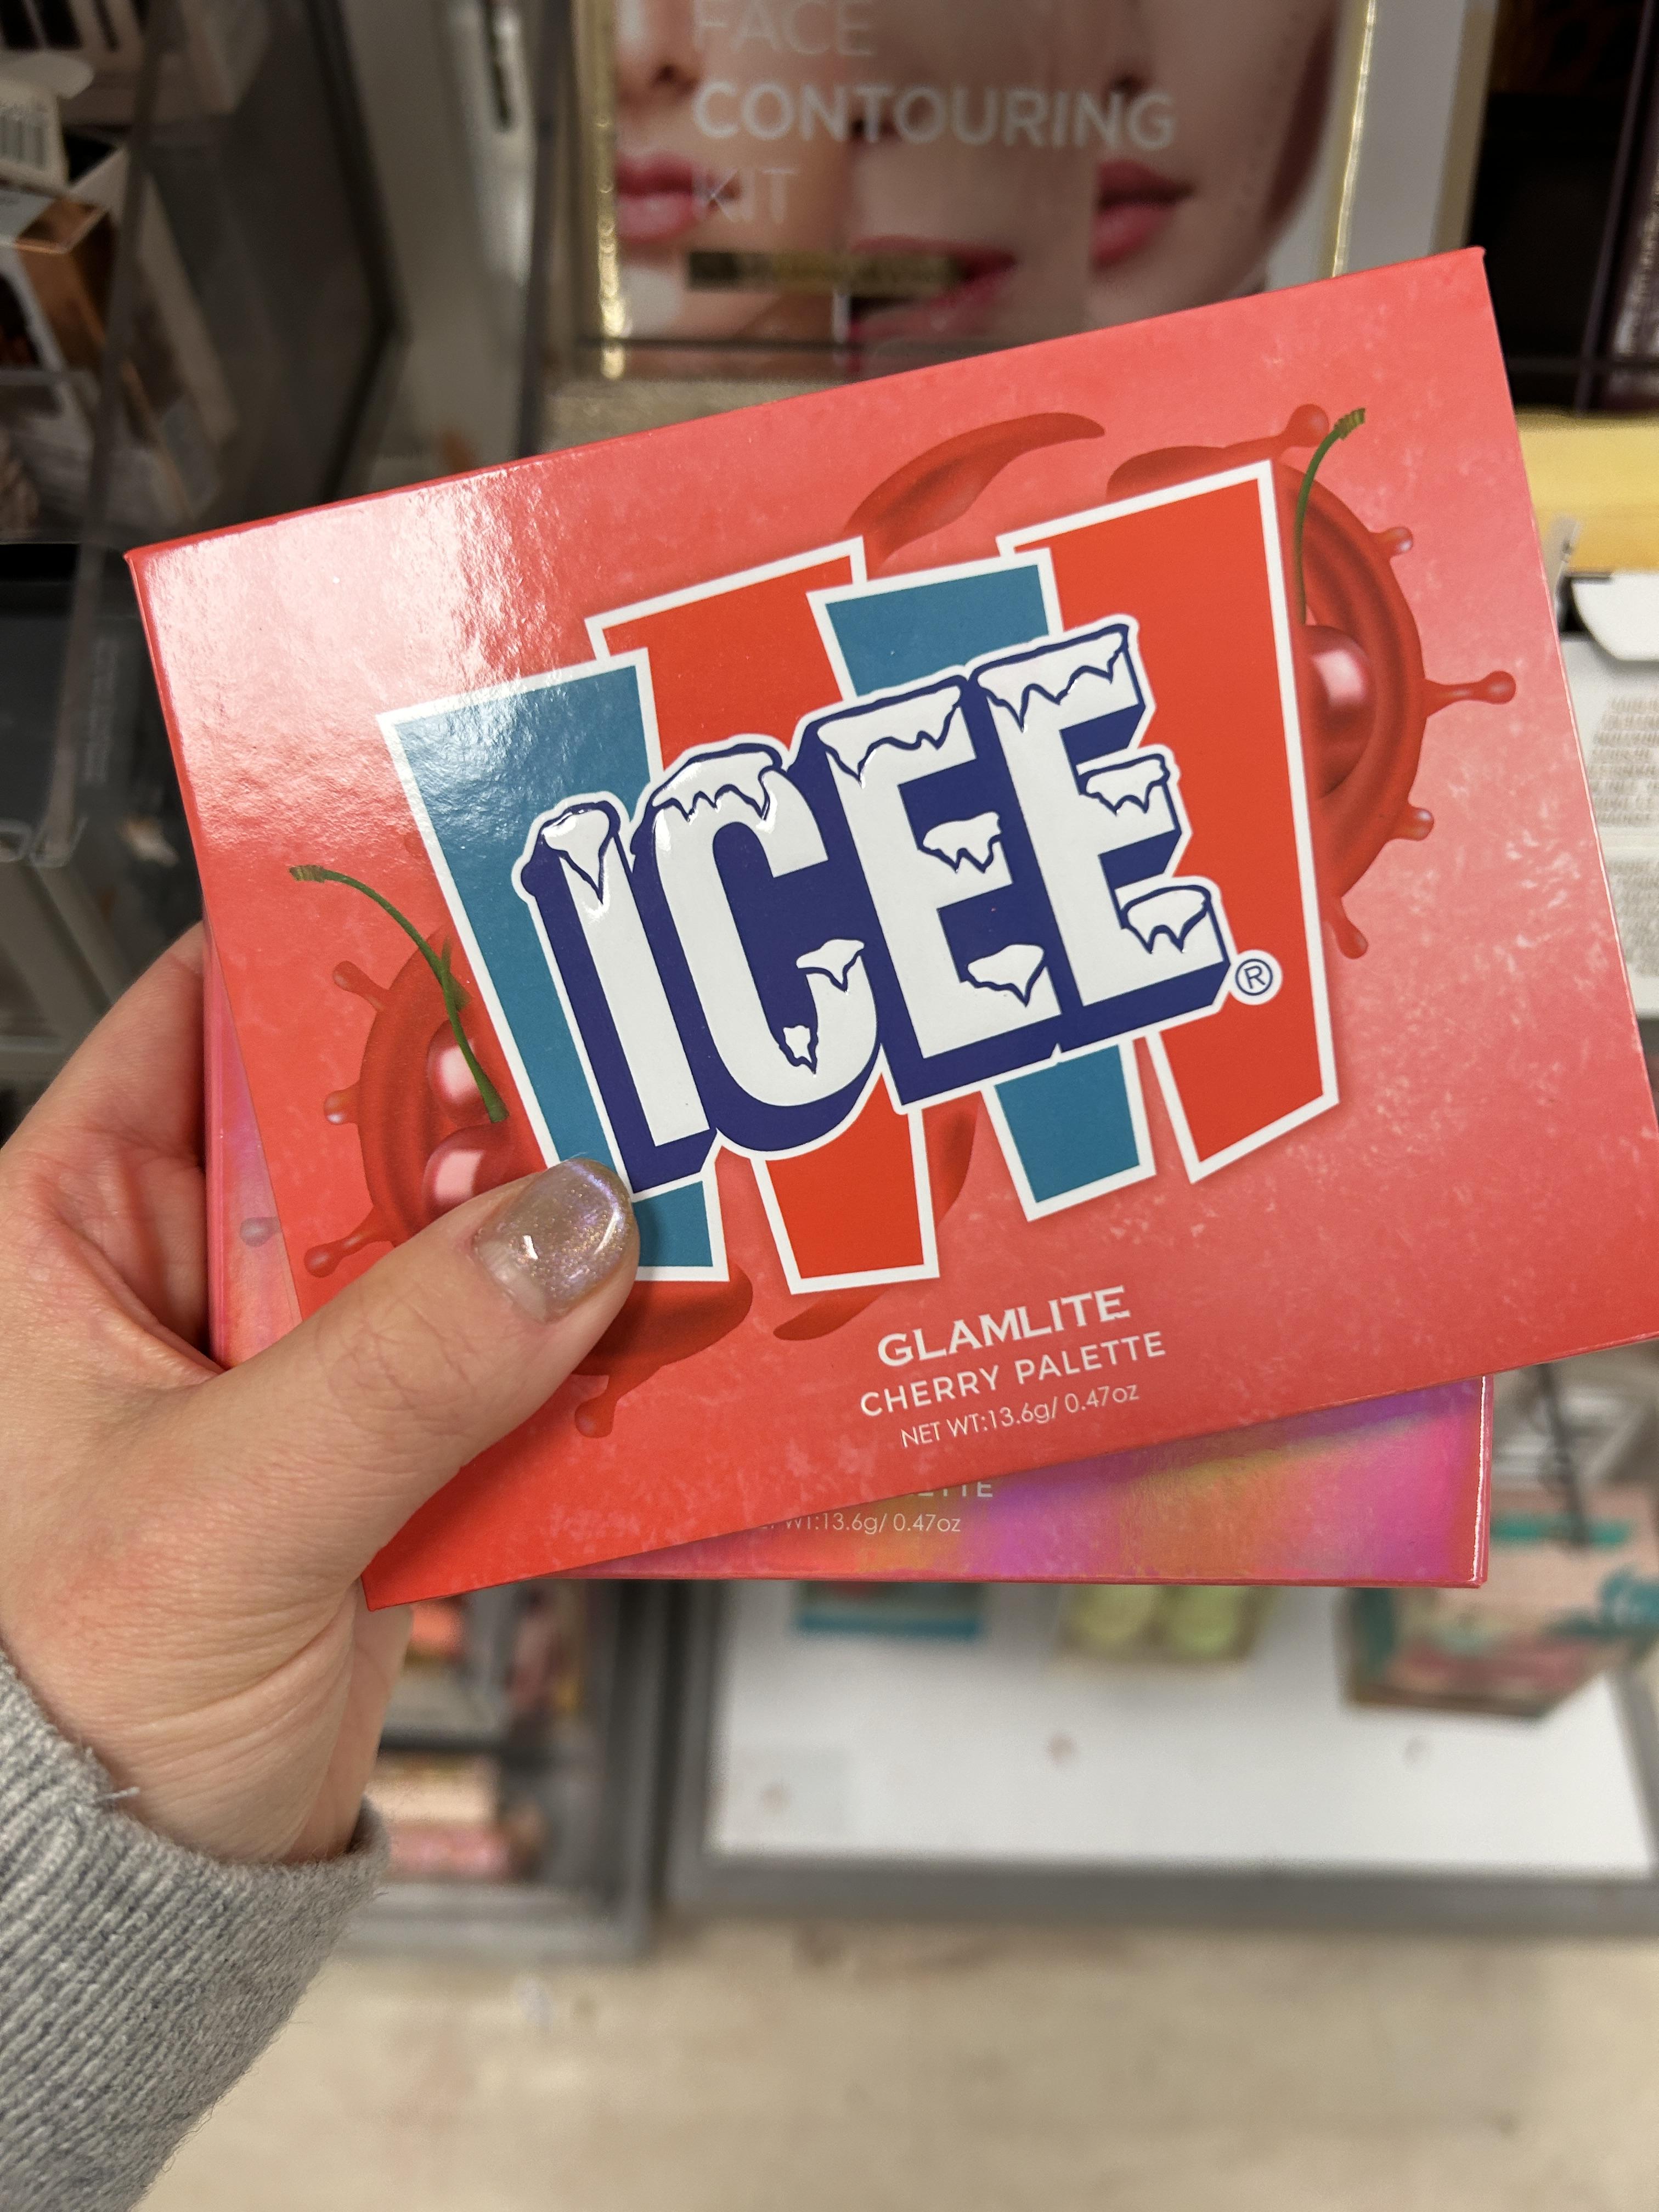 FACE
CONTOURING
KIT
ICEE®
GLAMLITE
CHERRY PALETTE
NET WT:13.6g/ 0.47oz
WT:13.6g/ 0.47oz